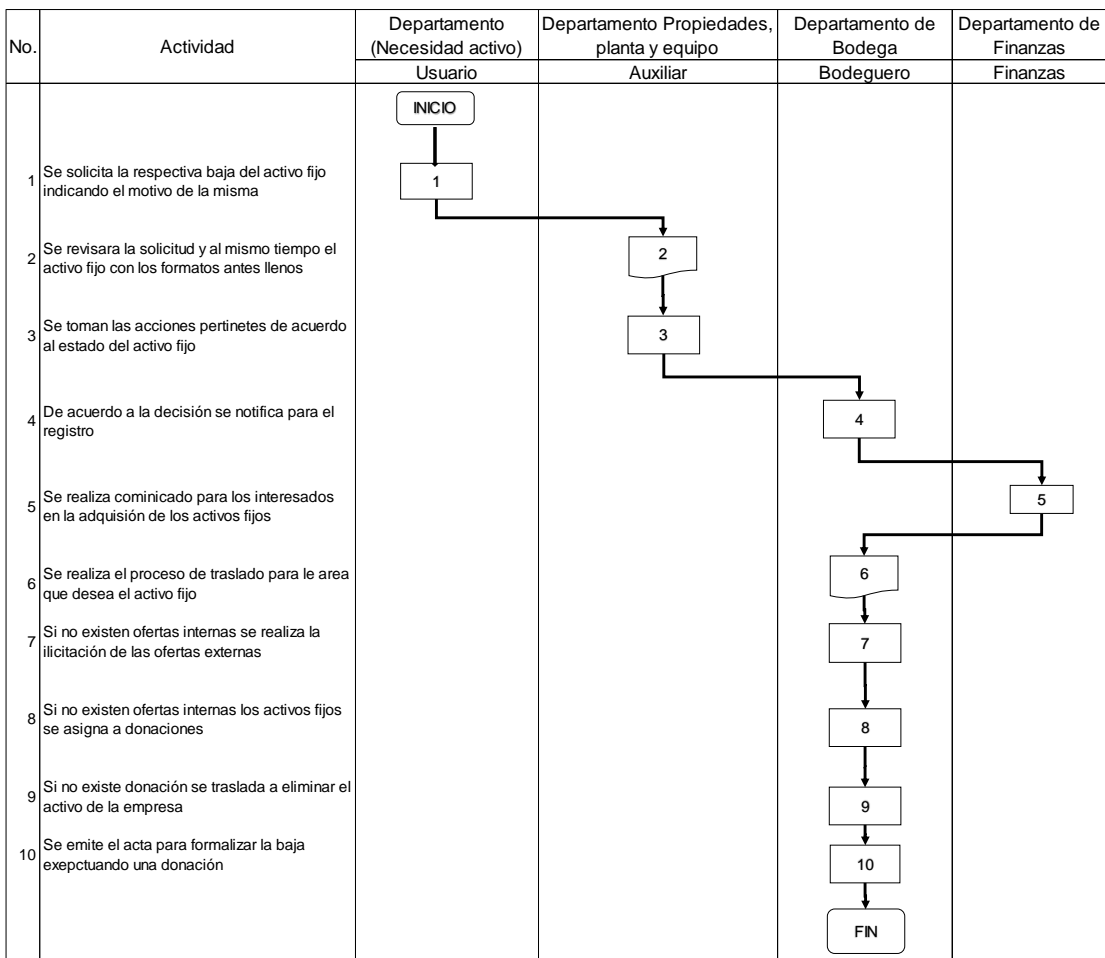 No.
Actividad
Departamento
(Necesidad activo)
Departamento Propiedades,
planta y equipo
Departamento de
Bodega
Departamento de
Finanzas
Usuario
Auxiliar
Bodeguero
Finanzas
INICIO
1
Se solicita la respectiva baja del activo fijo
indicando el motivo de la misma
1
2
Se revisara la solicitud y al mismo tiempo el
activo fijo con los formatos antes llenos
2
3
Se toman las acciones pertinetes de acuerdo
al estado del activo fijo
3
4
De acuerdo a la decisión se notifica para el
registro
4
5
Se realiza cominicado para los interesados
en la adquisión de los activos fijos
5
6
Se realiza el proceso de traslado para le area
que desea el activo fijo
6
7
Si no existen ofertas internas se realiza la
ilicitación de las ofertas externas
7
8
Si no existen ofertas internas los activos fijos
se asigna a donaciones
8
9
Si no existe donación se traslada a eliminar el
activo de la empresa
9
10
Se emite el acta para formalizar la baja
exepctuando una donación
10
FIN